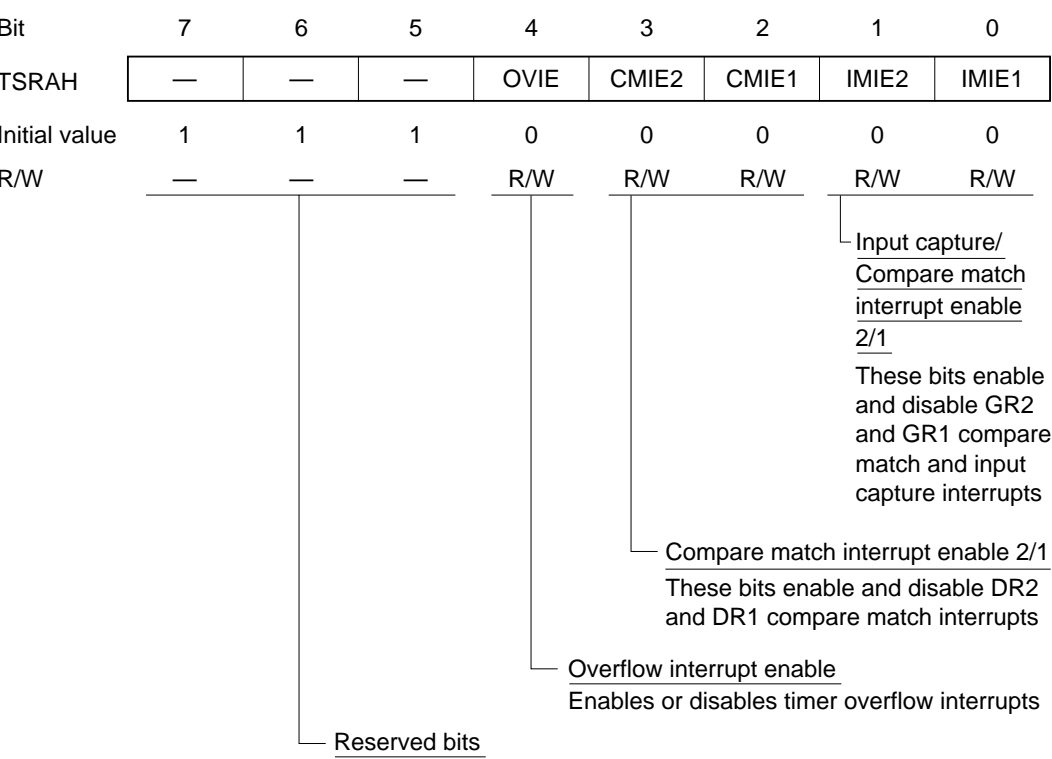 Bit 7 6 5 4 3 2 1 0
TSRAH — — — OVIE CMIE2 CMIE1 IMIE2 IMIE1
Initial value 1 1 1 0 0 0 0 0
R/W — — — R/W R/W R/W R/W R/W
Input capture/
Compare match
interrupt enable
2/1
These bits enable
and disable GR2
and GR1 compare
match and input
capture interrupts
Compare match interrupt enable 2/1
These bits enable and disable DR2
and DR1 compare match interrupts
Overflow interrupt enable
Enables or disables timer overflow interrupts
Reserved bits